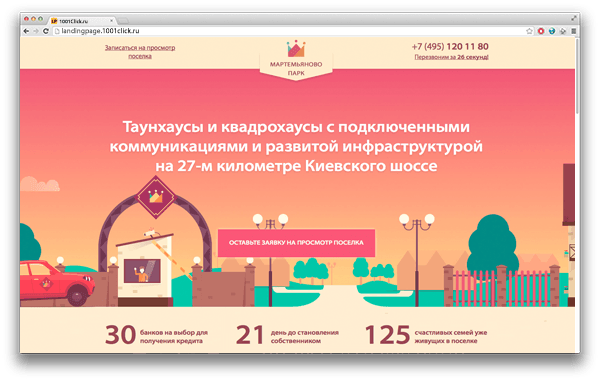 1001Click.ru
landingpage.1001click.ru
Записаться на просмотр
поселка
МАРТЕМЬЯНОВО
ПАРК
+7 (495) 120 11 80
Перезвоним за 26 секунд!
Таунхаусы и квадрохаусы с подключенными
коммуникациями и развитой инфраструктурой
на 27-м километре Киевского шоссе
ОСТАВЬТЕ ЗАЯВКУ НА ПРОСМОТР ПОСЕЛКА
30 банков на выбор для
получения кредита
21 день до становления
собственником
125 счастливых семей уже
живущих в поселке